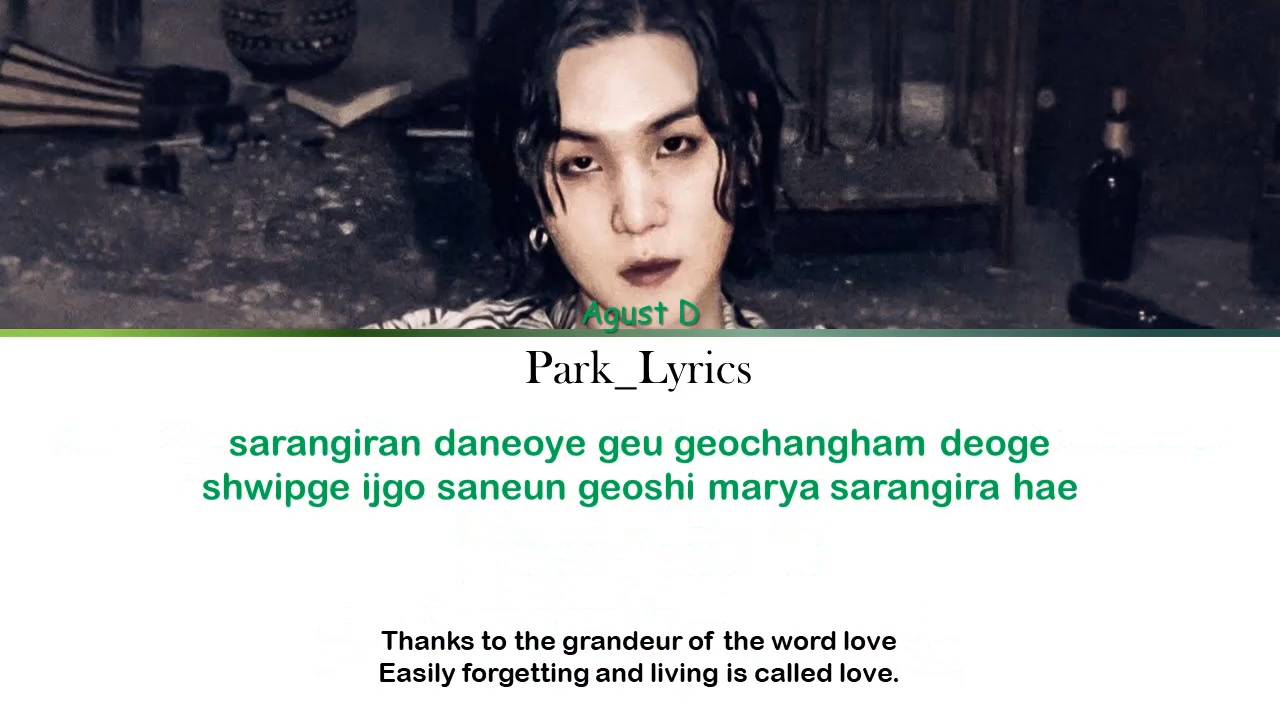 Agust D
Park_Lyrics
sarangiran daneoye geu geochangham deoge
shwipge ijgo saneun geoshi marya sarangira hae
Thanks to the grandeur of the word love
Easily forgetting and living is called love.